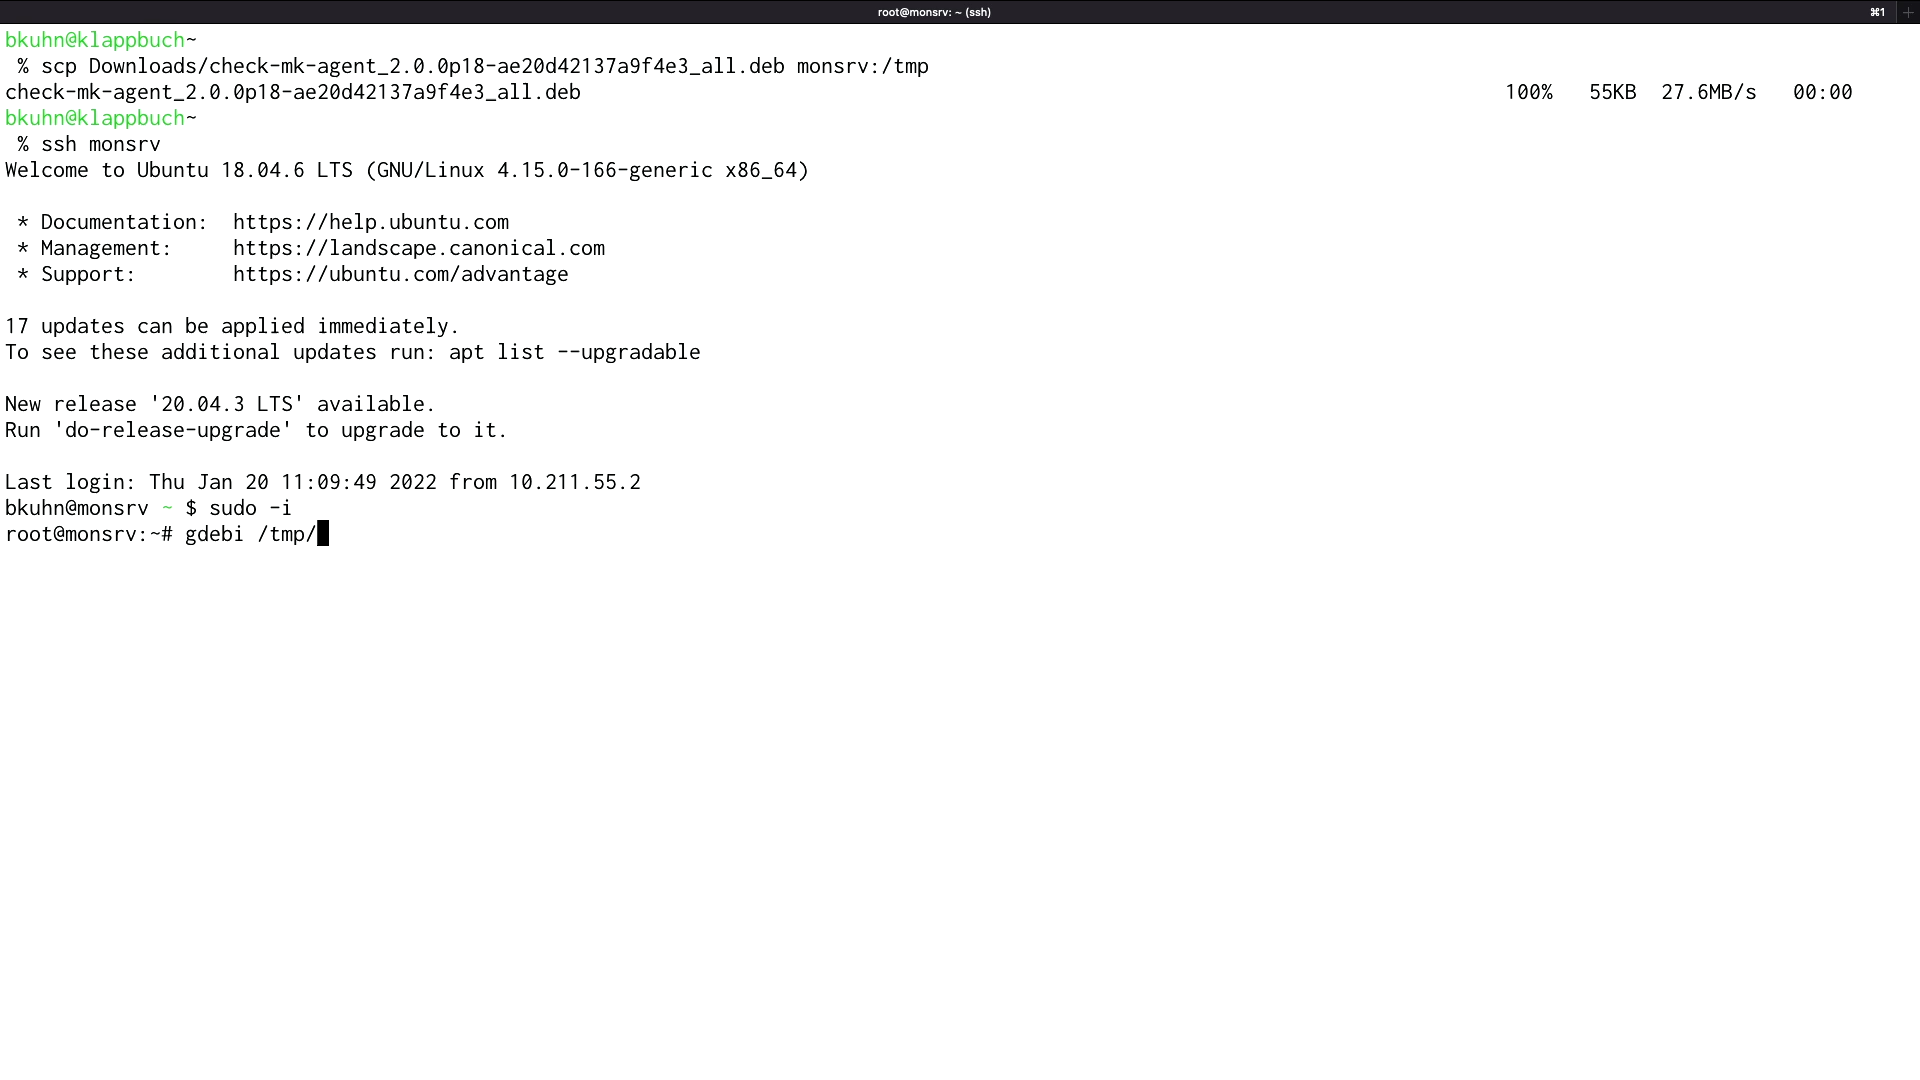 root@monsrv: ~ (ssh)
⌘1
+
bkuhn@klappbuch~
% scp Downloads/check-mk-agent_2.0.0p18-ae20d42137a9f4e3_all.deb monsrv:/tmp
check-mk-agent_2.0.0p18-ae20d42137a9f4e3_all.deb 100% 55KB 27.6MB/s 00:00
bkuhn@klappbuch~
% ssh monsrv
Welcome to Ubuntu 18.04.6 LTS (GNU/Linux 4.15.0-166-generic x86_64)
* Documentation: https://help.ubuntu.com
* Management: https://landscape.canonical.com
* Support: https://ubuntu.com/advantage
17 updates can be applied immediately.
To see these additional updates run: apt list --upgradable
New release '20.04.3 LTS' available.
Run 'do-release-upgrade' to upgrade to it.
Last login: Thu Jan 20 11:09:49 2022 from 10.211.55.2
bkuhn@monsrv ~ $ sudo -i
root@monsrv:~# gdebi /tmp/